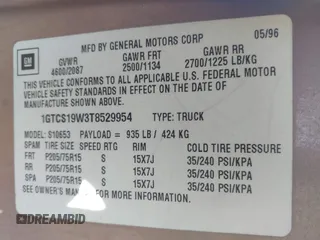 GM
MFD BY GENERAL MOTORS CORP 05/96
GVWR GAWR FRT GAWR RR
4600/2087 2500/1134 2700/1225 LB/KG
THIS VEHICLE CONFORMS TO ALL APPLICABLE U.S. FEDERAL MOTOR
VEHICLE SAFETY STANDARDS IN EFFECT ON THE DATE OF
MANUFACTURE SHOWN ABOVE.
1GTCS19W3T8529954 TYPE: TRUCK
MODEL: S10653 PAYLOAD = 935 LB / 424 KG
SPAM TIRE SIZE SPEED RTG RIM COLD TIRE PRESSURE
FRT P205/75R15 S 15X7J 35/240 PSI/KPA
RR P205/75R15 S 15X7J 35/240 PSI/KPA
SPA P205/75R15 S 15X7J 35/240 PSI/KPA
SEE OWNER'S MANUAL FOR MORE INFORMATION
DREAMBID